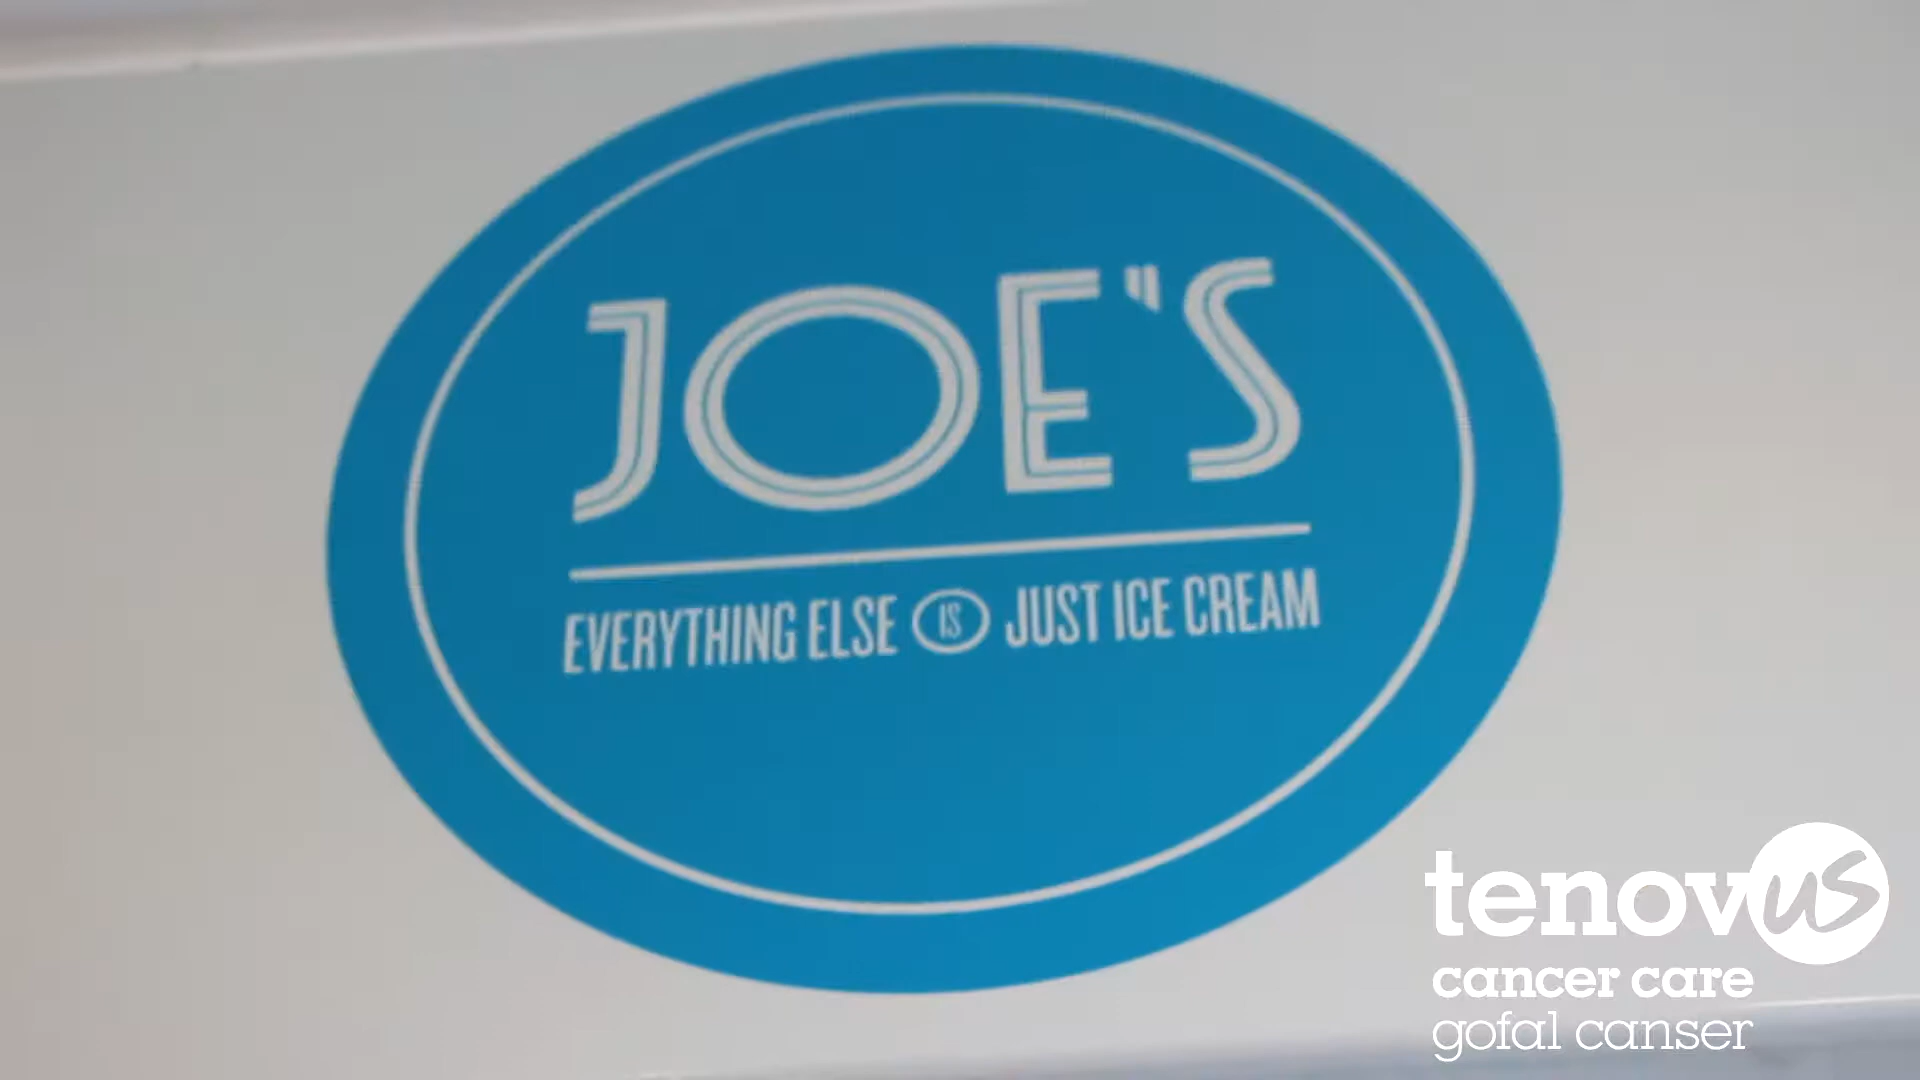 JOE'S
EVERYTHING ELSE IS JUST ICE CREAM
tenovus
cancer care
gofal canser